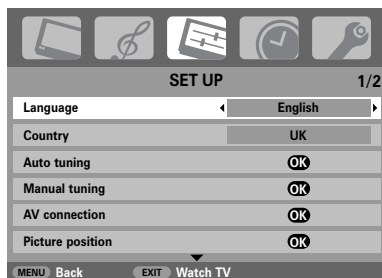 SET UP 1/2
Language English
Country UK
Auto tuning OK
Manual tuning OK
AV connection OK
Picture position OK
MENU Back EXIT Watch TV